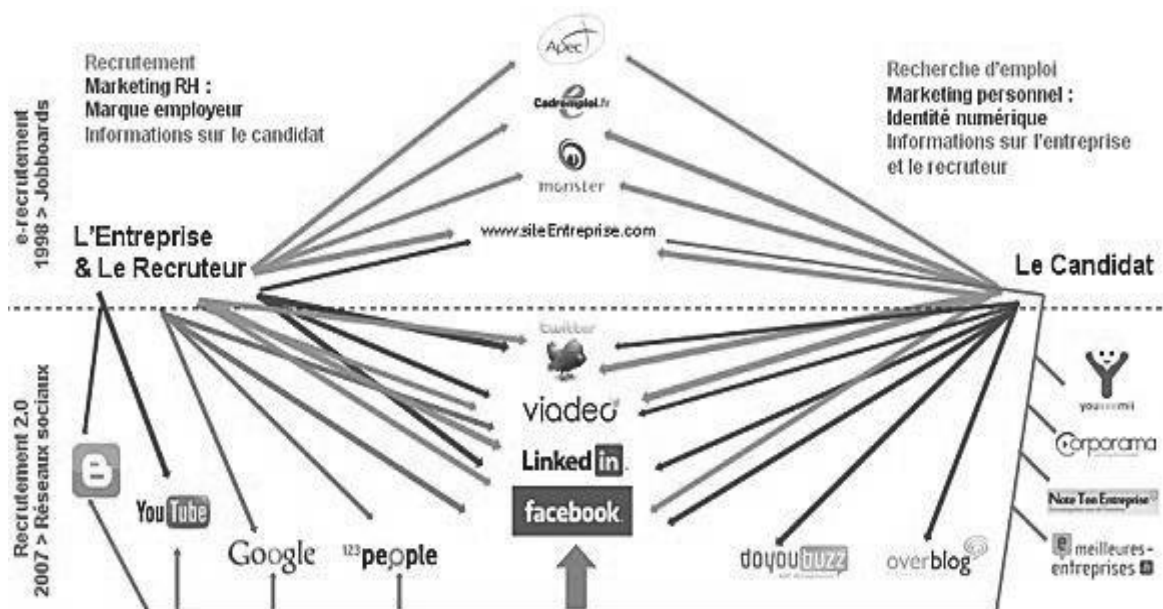 Apec
Recrutement
Marketing RH :
Marque employeur
Informations sur le candidat
Recherche d'emploi
Marketing personnel :
Identité numérique
Informations sur l'entreprise
et le recruteur
Cadremploi.fr
monster
www.siteEntreprise.com
e-recrutement
1998 > Jobboards
L'Entreprise
& Le Recruteur
Le Candidat
twitter
viadeo
Linked in
facebook
Recrutement 2.0
2007 > Réseaux sociaux
B
YouTube
Google
123people
doyoubuzz
overblog
Corporama
Note Ton Entreprise
meilleures-
entreprises